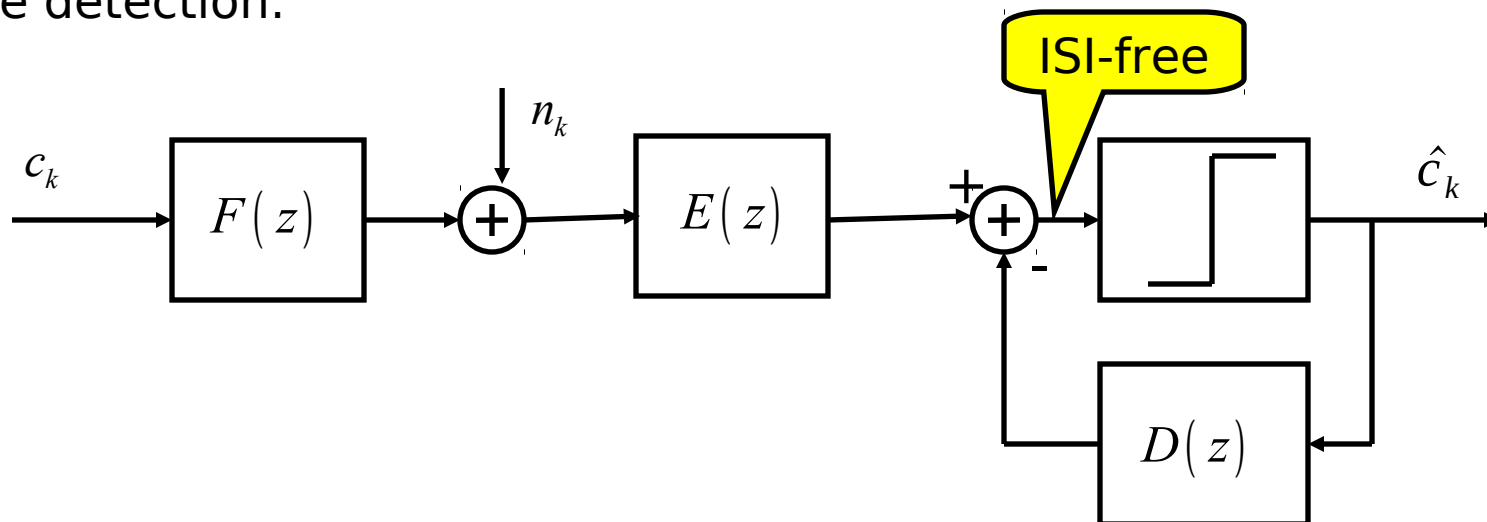 e detection.
ISI-free
n_k
c_k
F(z)
+
E(z)
+
+
-
ĉ_k
D(z)